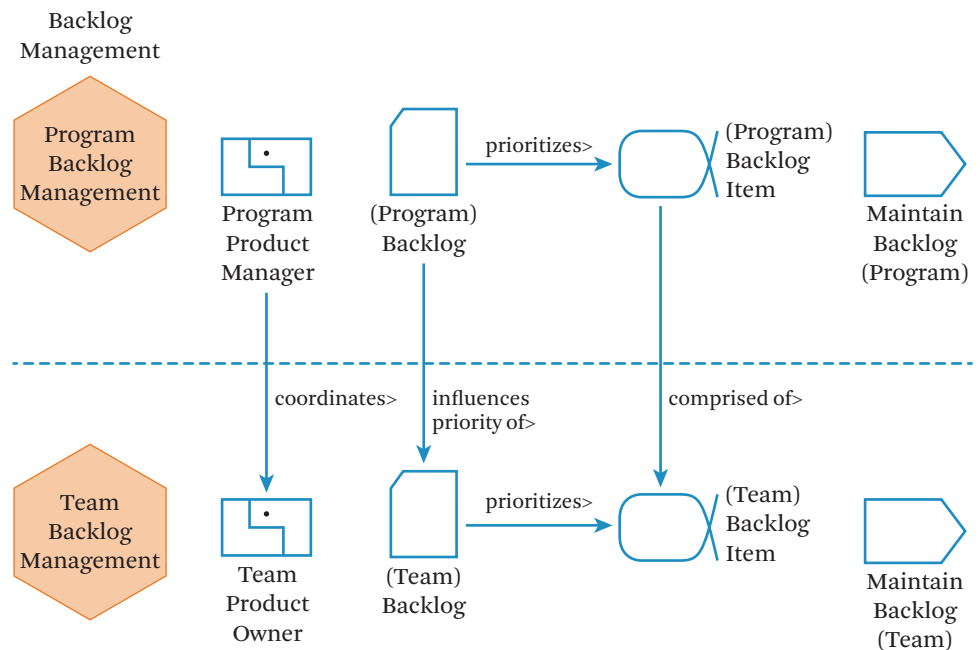 Backlog
Management
Program
Backlog
Management
Program
Product
Manager
(Program)
Backlog
prioritizes>
(Program)
Backlog
Item
Maintain
Backlog
(Program)
coordinates>
influences
priority of>
comprised of>
Team
Backlog
Management
Team
Product
Owner
(Team)
Backlog
prioritizes>
(Team)
Backlog
Item
Maintain
Backlog
(Team)